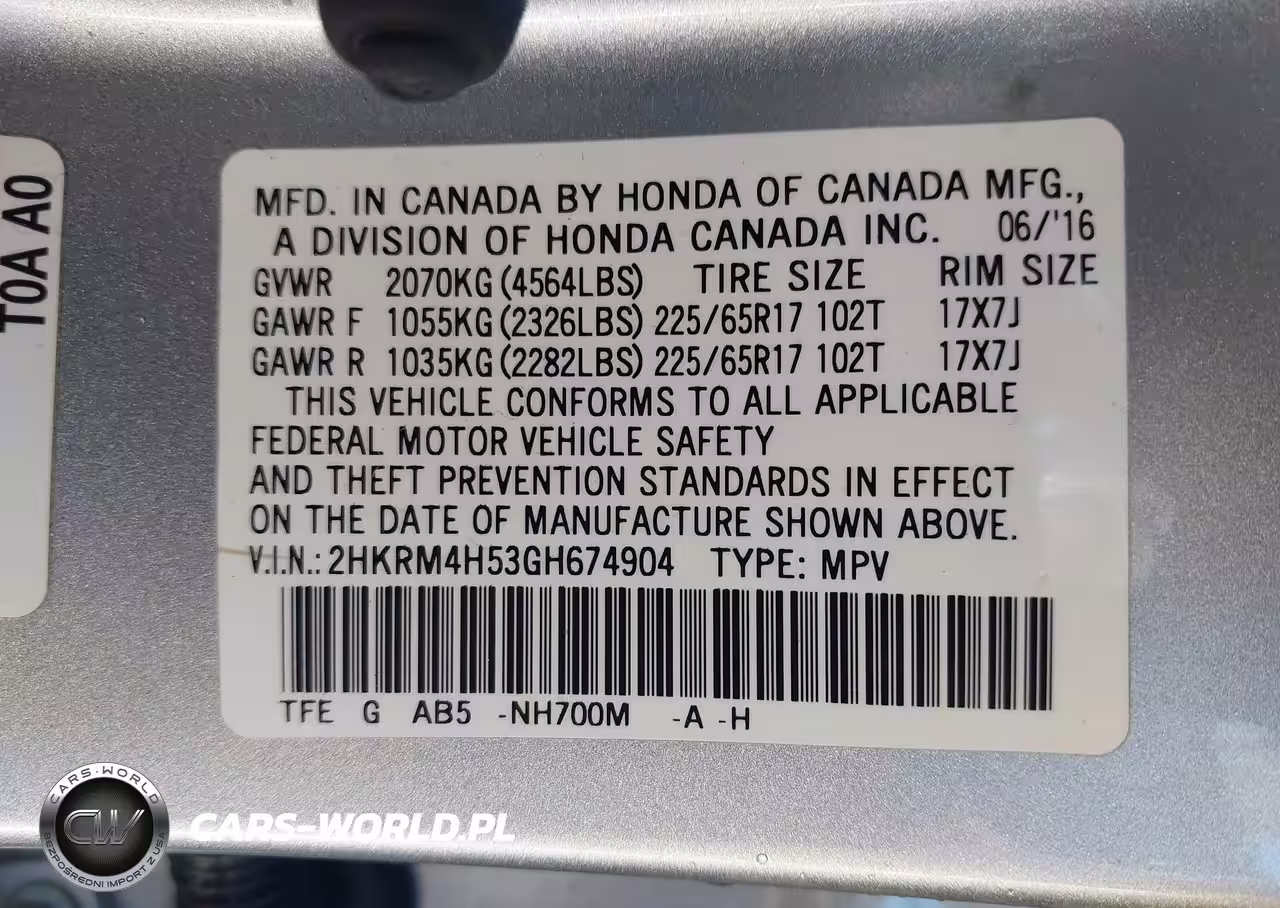 T0A A0
MFD. IN CANADA BY HONDA OF CANADA MFG.,
A DIVISION OF HONDA CANADA INC. 06/'16
GVWR 2070KG (4564LBS) TIRE SIZE RIM SIZE
GAWR F 1055KG (2326LBS) 225/65R17 102T 17X7J
GAWR R 1035KG (2282LBS) 225/65R17 102T 17X7J
THIS VEHICLE CONFORMS TO ALL APPLICABLE
FEDERAL MOTOR VEHICLE SAFETY
AND THEFT PREVENTION STANDARDS IN EFFECT
ON THE DATE OF MANUFACTURE SHOWN ABOVE.
V.I.N.: 2HKRM4H53GH674904 TYPE: MPV
TFE G AB5 -NH700M -A -H
CARS-WORLD
CW
BEZPOŚREDNI IMPORT Z USA
CARS-WORLD.PL